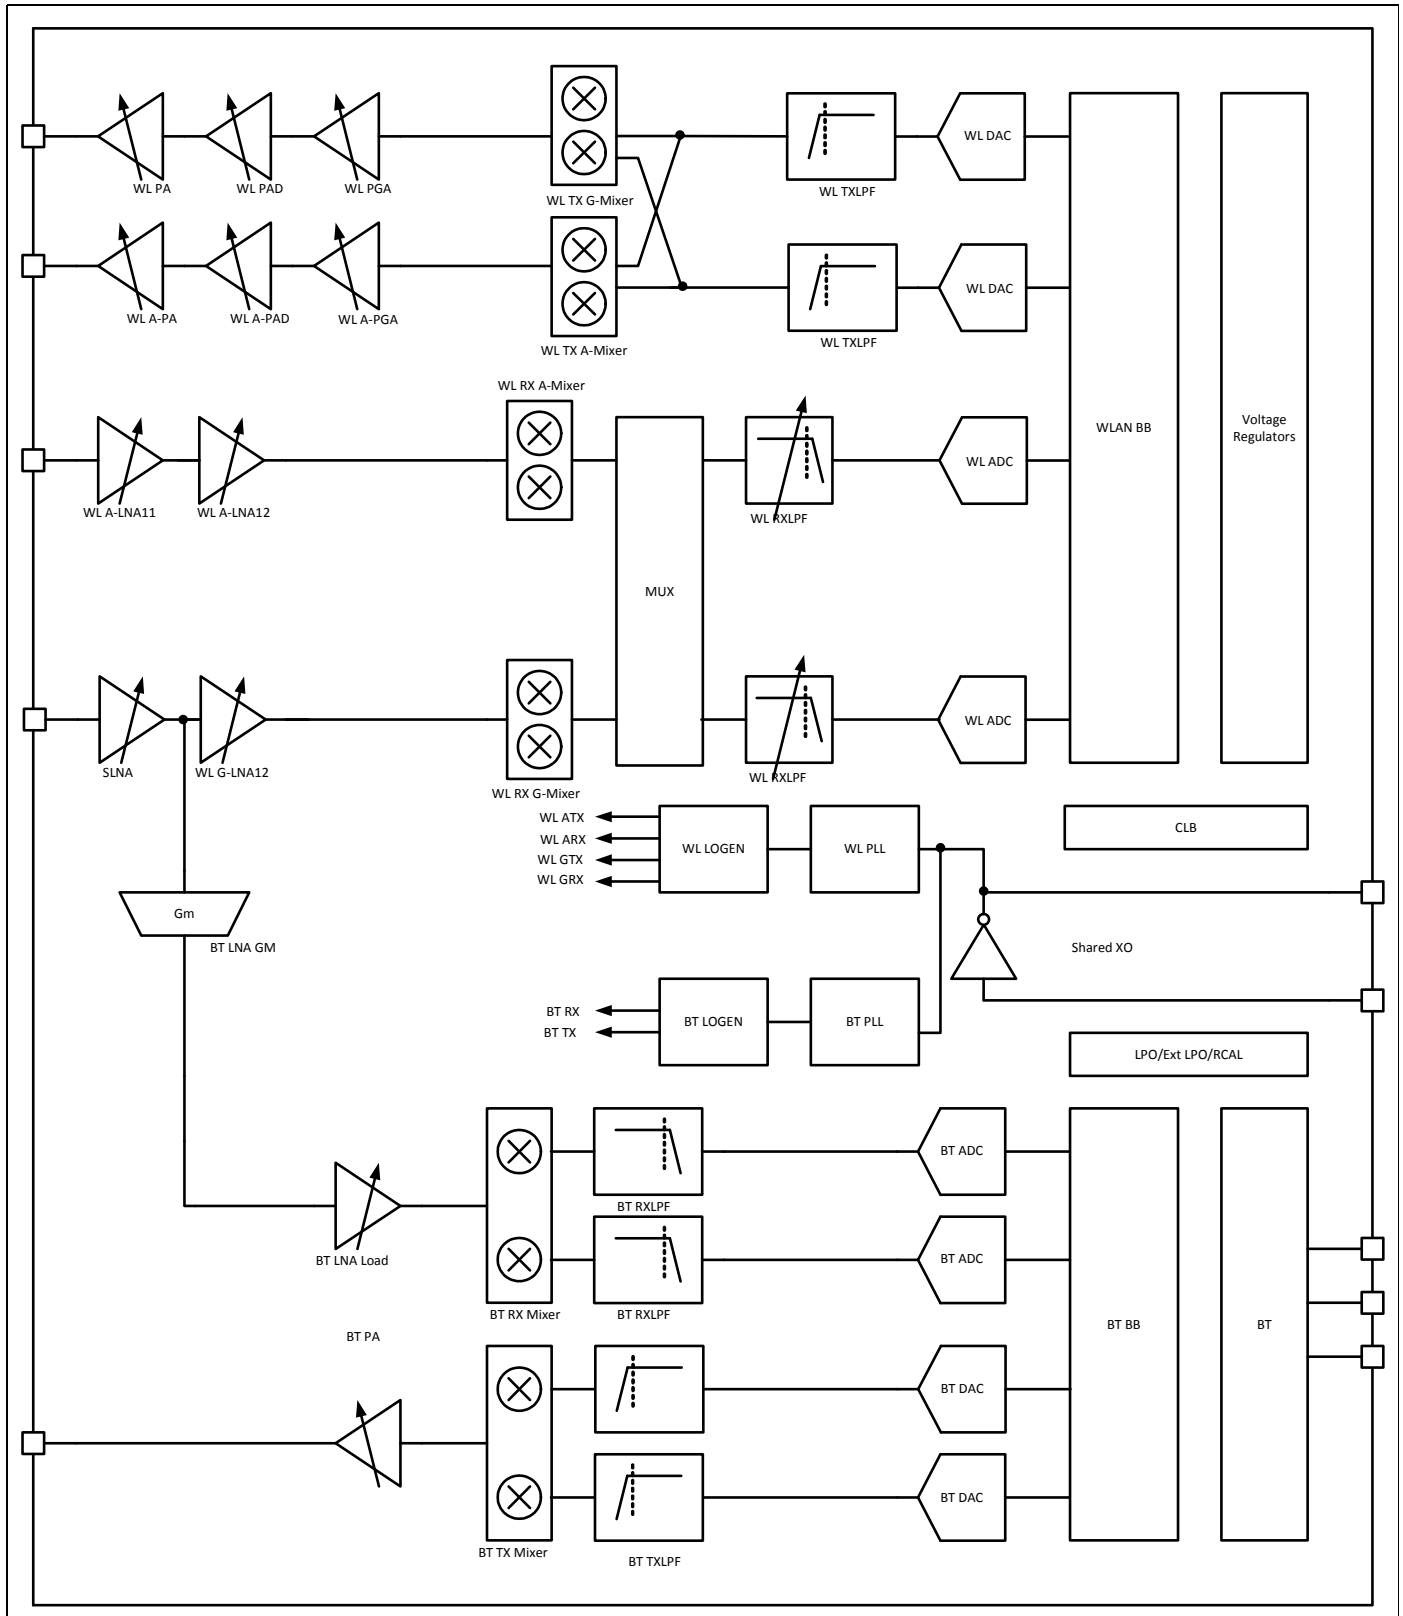 WL DAC
WL PA
WL PAD
WL PGA
WL TX G-Mixer
WL TXLPF
WL DAC
WL A-PA
WL A-PAD
WL A-PGA
WL TX A-Mixer
WL TXLPF
WL RX A-Mixer
WLAN BB
Voltage
Regulators
WL ADC
WL A-LNA11
WL A-LNA12
WL RXLPF
MUX
WL ADC
SLNA
WL G-LNA12
WL RXLPF
WL RX G-Mixer
WL ATX
WL ARX
WL GTX
WL GRX
WL LOGEN
WL PLL
CLB
Gm
BT LNA GM
Shared XO
BT RX
BT TX
BT LOGEN
BT PLL
LPO/Ext LPO/RCAL
BT ADC
BT RXLPF
BT LNA Load
BT ADC
BT RX Mixer
BT RXLPF
BT BB
BT
BT PA
BT DAC
BT DAC
BT TX Mixer
BT TXLPF